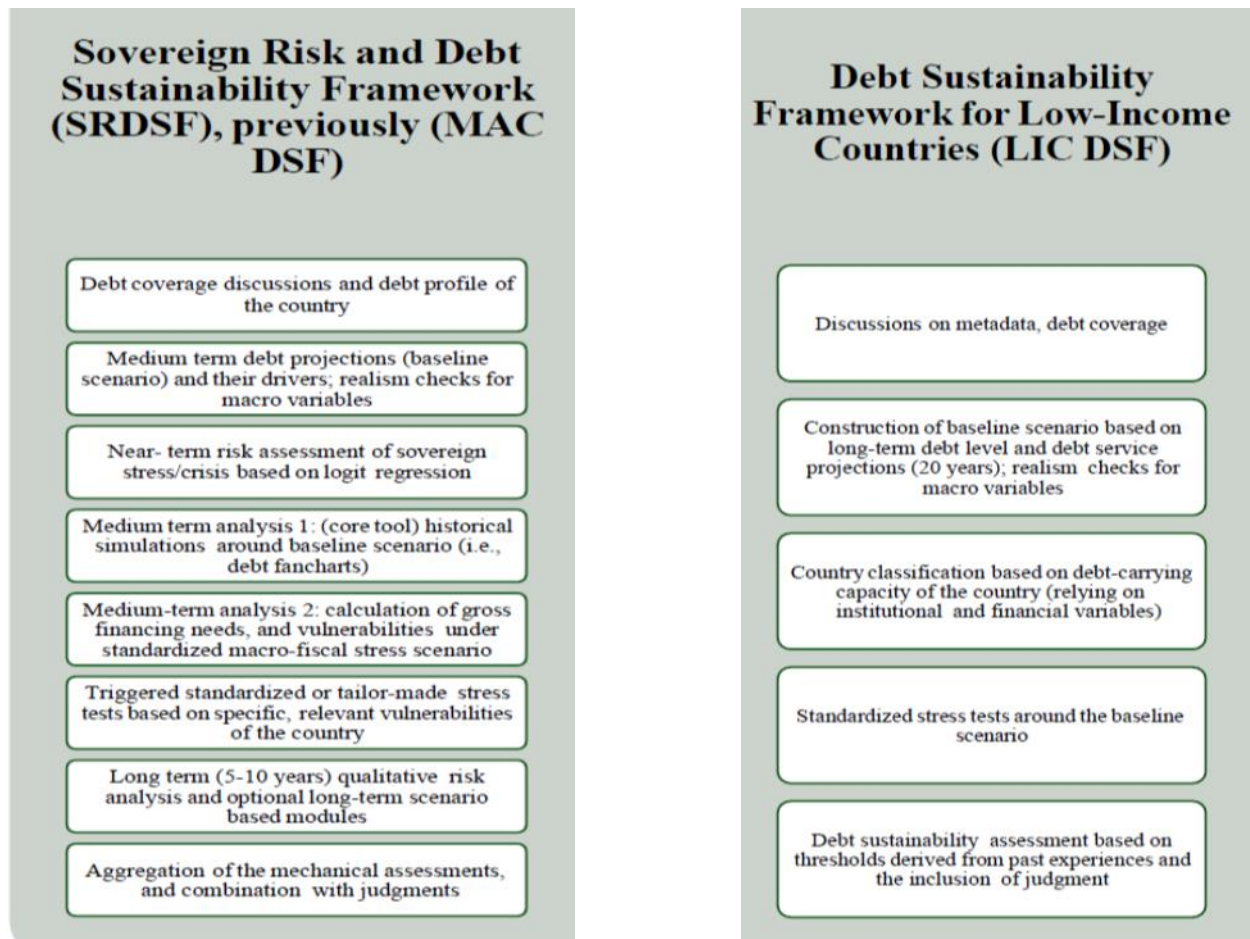 Sovereign Risk and Debt
Sustainability Framework
(SRDSF), previously (MAC
DSF)
Debt coverage discussions and debt profile of
the country
Medium term debt projections (baseline
scenario) and their drivers; realism checks for
macro variables
Near- term risk assessment of sovereign
stress/crisis based on logit regression
Medium term analysis 1: (core tool) historical
simulations around baseline scenario (i.e.,
debt fancharts)
Medium-term analysis 2: calculation of gross
financing needs, and vulnerabilities under
standardized macro-fiscal stress scenario
Triggered standardized or tailor-made stress
tests based on specific, relevant vulnerabilities
of the country
Long term (5-10 years) qualitative risk
analysis and optional long-term scenario
based modules
Aggregation of the mechanical assessments,
and combination with judgments
Debt Sustainability
Framework for Low-Income
Countries (LIC DSF)
Discussions on metadata, debt coverage
Construction of baseline scenario based on
long-term debt level and debt service
projections (20 years); realism checks for
macro variables
Country classification based on debt-carrying
capacity of the country (relying on
institutional and financial variables)
Standardized stress tests around the baseline
scenario
Debt sustainability assessment based on
thresholds derived from past experiences and
the inclusion of judgment